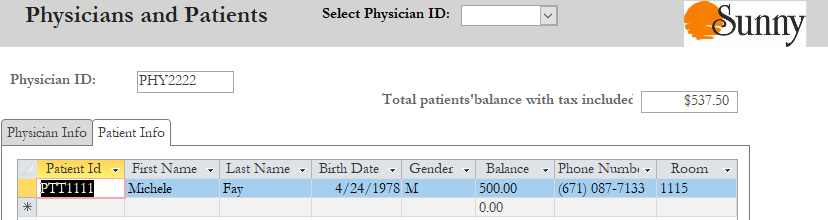 Physicians and Patients
Select Physician ID:
Sunny
Physician ID: PHY2222
Total patients'balance with tax included $537.50
Physician Info Patient Info
Patient Id First Name Last Name Birth Date Gender Balance Phone Numbe Room
PTT1111 Michele Fay 4/24/1978 M 500.00 (671) 087-7133 1115
* 0.00